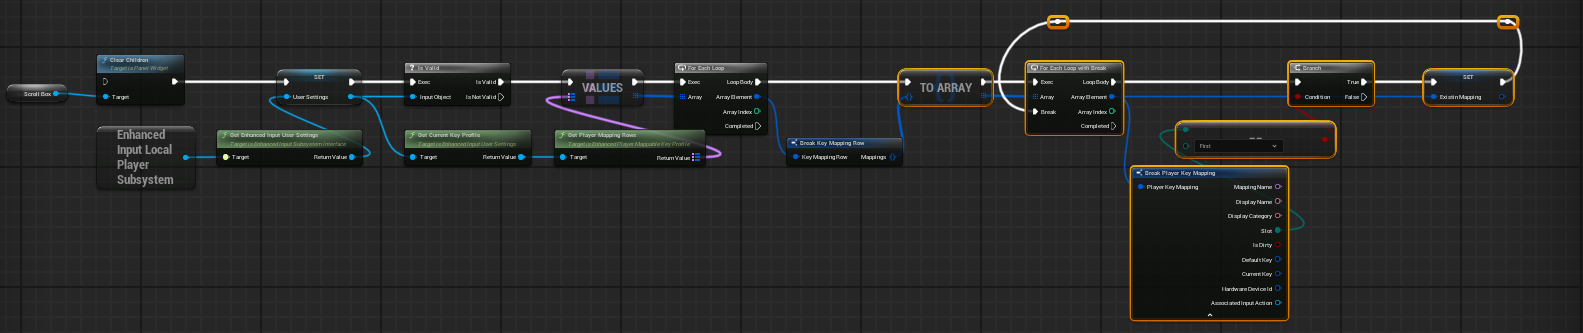 Clear Children
Target is Panel Widget
Target
Scroll Box
SET
User Settings
Is Valid
Exec
Is Valid
Input Object
Is Not Valid
VALUES
For Each Loop
Exec
Loop Body
Array
Array Element
Array Index
Completed
TO ARRAY
For Each Loop with Break
Exec
Loop Body
Array
Array Element
Break
Array Index
Completed
Branch
True
Condition
False
SET
Existin Mapping
Enhanced
Input Local
Player
Subsystem
Get Enhanced Input User Settings
Target is Enhanced Input Subsystem Interface
Target
Return Value
Get Current Key Profile
Target is Enhanced Input User Settings
Target
Return Value
Get Player Mapping Rows
Target is Enhanced Player Mappable Key Profile
Target
Return Value
Break Key Mapping Row
Key Mapping Row
Mappings
==
First
Break Player Key Mapping
Player Key Mapping
Mapping Name
Display Name
Display Category
Slot
Is Dirty
Default Key
Current Key
Hardware Device Id
Associated Input Action